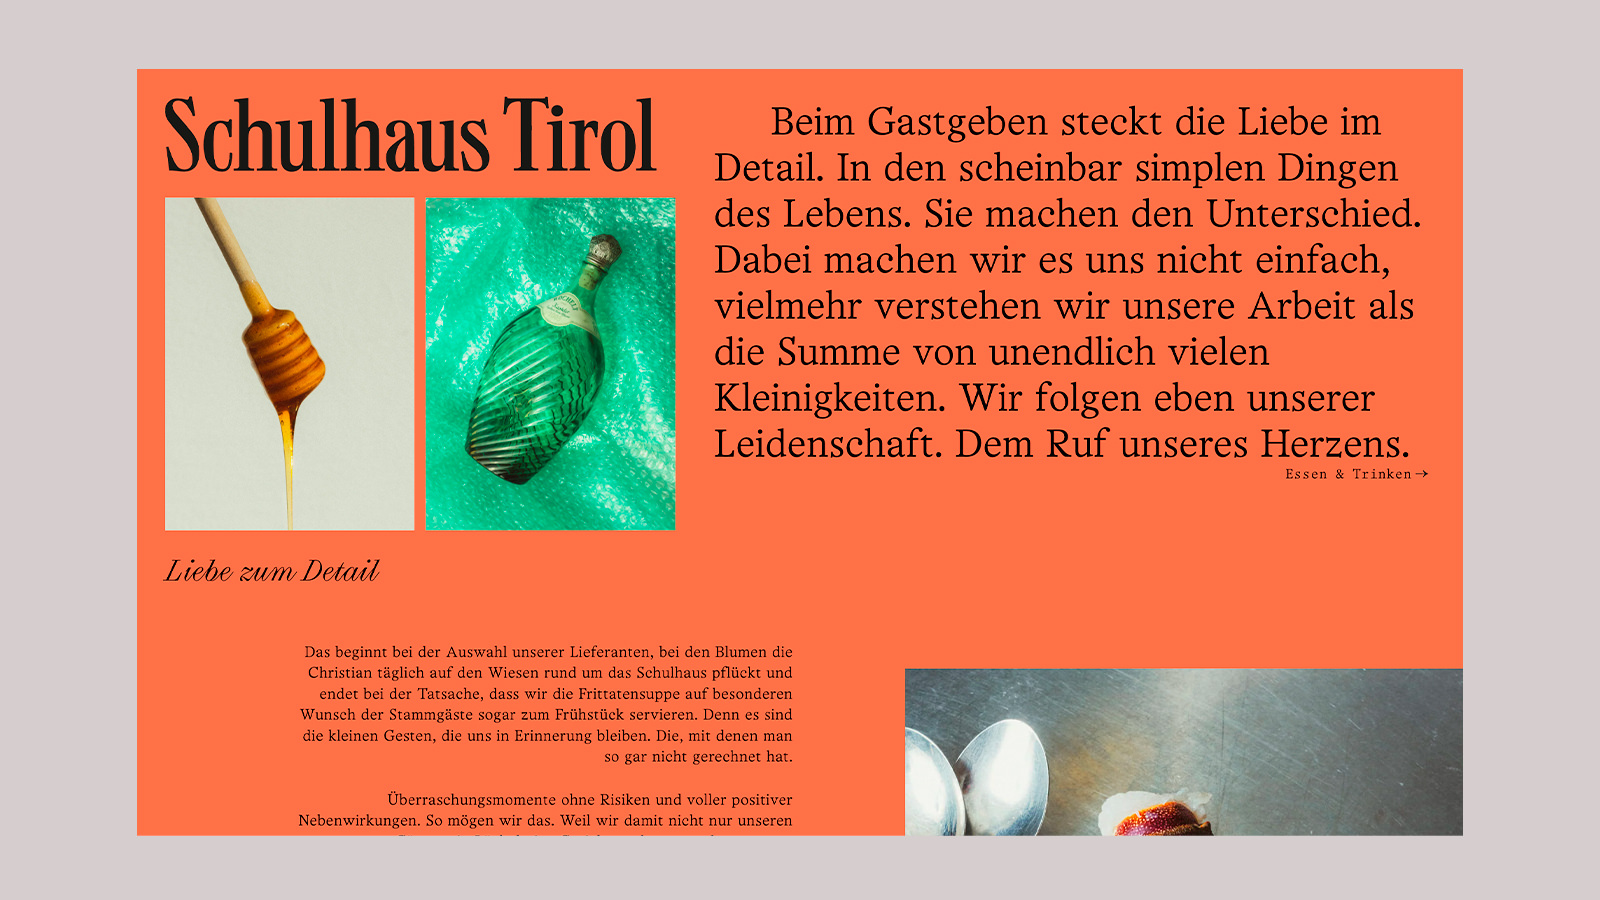 Schulhaus Tirol
Beim Gastgeben steckt die Liebe im
Detail. In den scheinbar simplen Dingen
des Lebens. Sie machen den Unterschied.
Dabei machen wir es uns nicht einfach,
vielmehr verstehen wir unsere Arbeit als
die Summe von unendlich vielen
Kleinigkeiten. Wir folgen eben unserer
Leidenschaft. Dem Ruf unseres Herzens.
Essen & Trinken→
Liebe zum Detail
Das beginnt bei der Auswahl unserer Lieferanten, bei den Blumen die
Christian täglich auf den Wiesen rund um das Schulhaus pflückt und
endet bei der Tatsache, dass wir die Frittatensuppe auf besonderen
Wunsch der Stammgäste sogar zum Frühstück servieren. Denn es sind
die kleinen Gesten, die uns in Erinnerung bleiben. Die, mit denen man
so gar nicht gerechnet hat.
Überraschungsmomente ohne Risiken und voller positiver
Nebenwirkungen. So mögen wir das. Weil wir damit nicht nur unseren